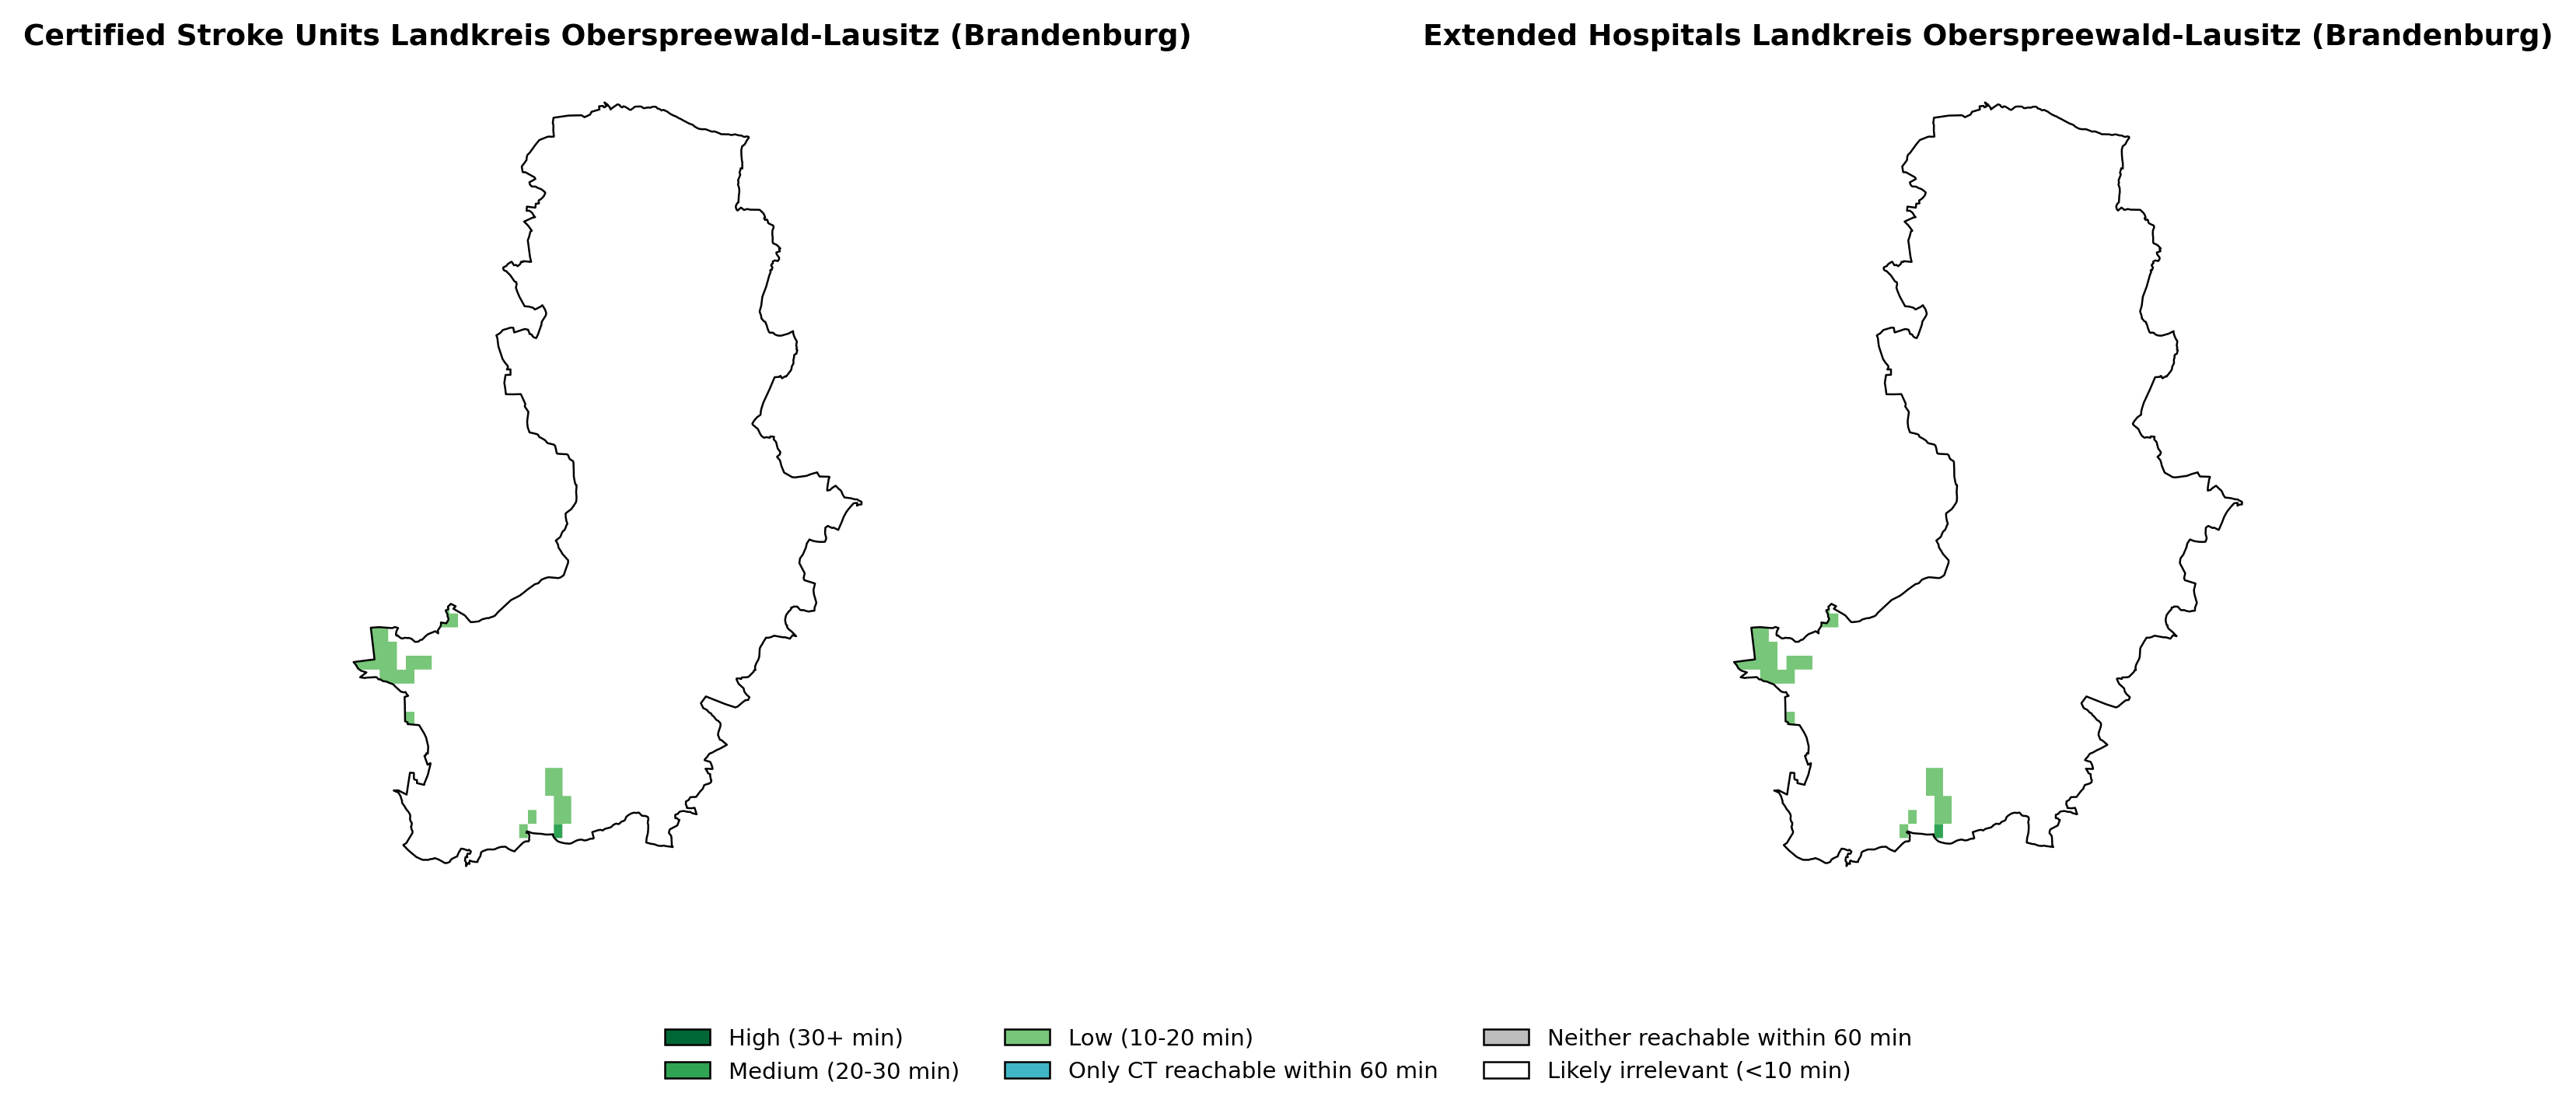 Certified Stroke Units Landkreis Oberspreewald-Lausitz (Brandenburg)
Extended Hospitals Landkreis Oberspreewald-Lausitz (Brandenburg)
High (30+ min)
Medium (20-30 min)
Low (10-20 min)
Only CT reachable within 60 min
Neither reachable within 60 min
Likely irrelevant (<10 min)